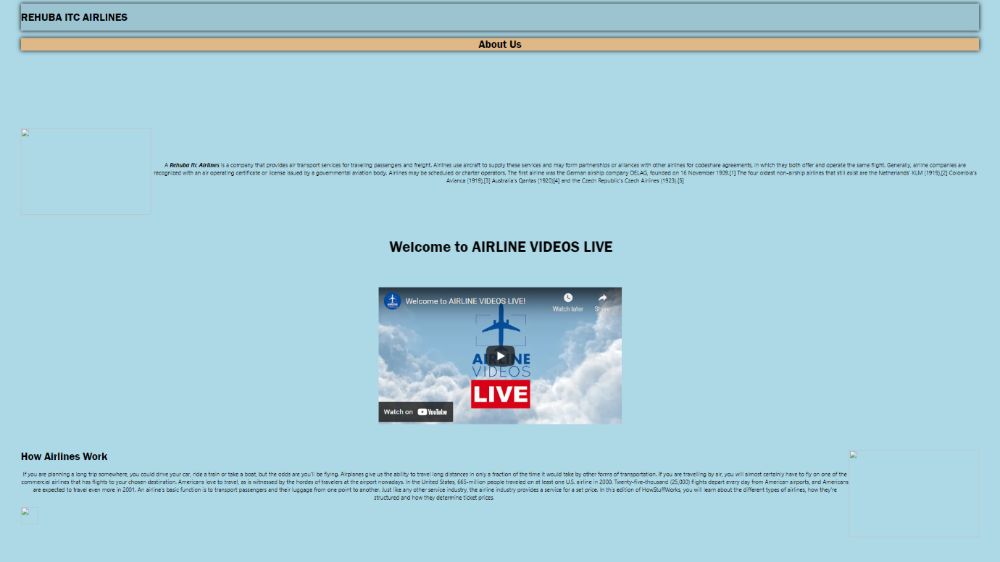 REHUBA ITC AIRLINES
About Us
A Rehuba Itc Airlines is a company that provides air transport services for traveling passengers and freight. Airlines use aircraft to supply these services and may form partnerships or alliances with other airlines for codeshare agreements, in which they both offer and operate the same flight. Generally, airline companies are
recognized with an air operating certificate or license issued by a governmental aviation body. Airlines may be scheduled or charter operators. The first airline was the German airship company DELAG, founded on 16 November 1909.[1] The four oldest non-airship airlines that still exist are the Netherlands' KLM (1919),[2] Colombia's
Avianca (1919),[3] Australia's Qantas (1920)[4] and the Czech Republic's Czech Airlines (1923).[5]
Welcome to AIRLINE VIDEOS LIVE
Welcome to AIRLINE VIDEOS LIVE!
Watch later
Share
AIRLINE
VIDEOS
LIVE
Watch on YouTube
How Airlines Work
If you are planning a long trip somewhere, you could drive your car, ride a train or take a boat, but the odds are you'll be flying. Airplanes give us the ability to travel long distances in only a fraction of the time it would take by other forms of transportation. If you are travelling by air, you will almost certainly have to fly on one of the
commercial airlines that has flights to your chosen destination. Americans love to travel, as is witnessed by the hordes of travelers at the airport nowadays. In the United States, 665-million people traveled on at least one U.S. airline in 2000. Twenty-five-thousand (25,000) flights depart every day from American airports, and Americans
are expected to travel even more in 2001. An airline's basic function is to transport passengers and their luggage from one point to another. Just like any other service industry, the airline industry provides a service for a set price. In this edition of HowStuffWorks, you will learn about the different types of airlines, how they're
structured and how they determine ticket prices.